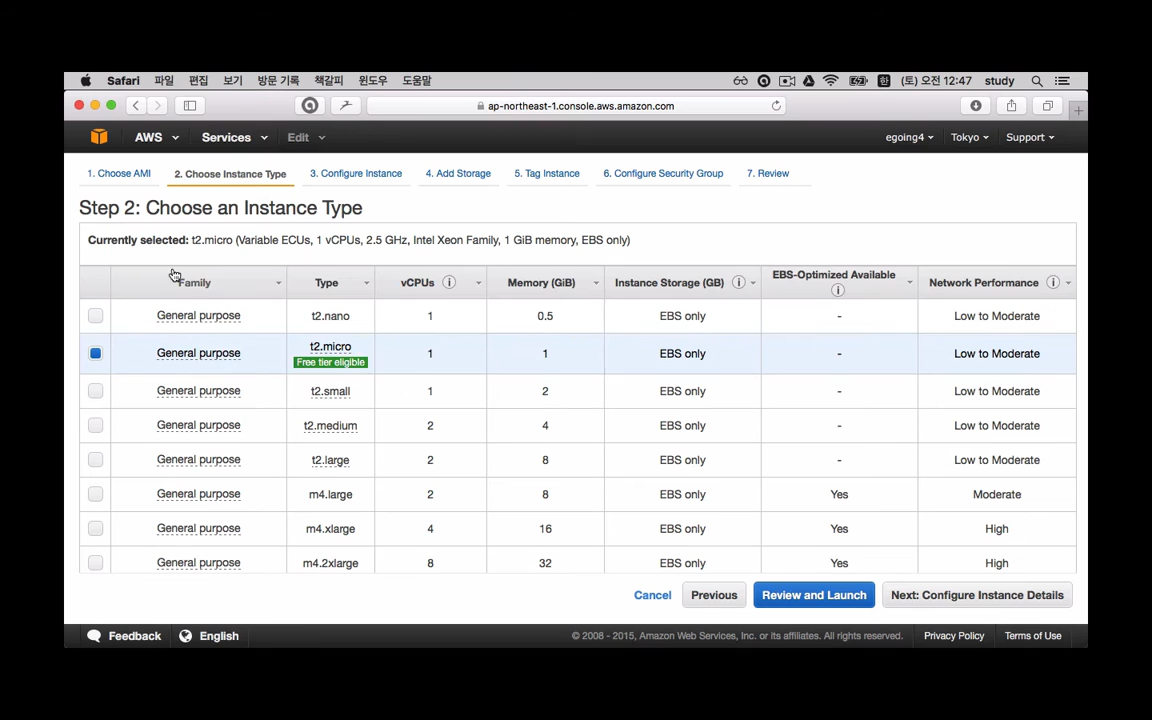 Safari 파일 편집 보기 방문 기록 책갈피 윈도우 도움말 한 (토) 오전 12:47 study
ap-northeast-1.console.aws.amazon.com
AWS Services Edit egoing4 Tokyo Support
1. Choose AMI 2. Choose Instance Type 3. Configure Instance 4. Add Storage 5. Tag Instance 6. Configure Security Group 7. Review
Step 2: Choose an Instance Type
Currently selected: t2.micro (Variable ECUs, 1 vCPUs, 2.5 GHz, Intel Xeon Family, 1 GiB memory, EBS only)
Family Type vCPUs Memory (GiB) Instance Storage (GB) EBS-Optimized Available Network Performance
General purpose t2.nano 1 0.5 EBS only - Low to Moderate
General purpose t2.micro 1 1 EBS only - Low to Moderate
Free tier eligible
General purpose t2.small 1 2 EBS only - Low to Moderate
General purpose t2.medium 2 4 EBS only - Low to Moderate
General purpose t2.large 2 8 EBS only - Low to Moderate
General purpose m4.large 2 8 EBS only Yes Moderate
General purpose m4.xlarge 4 16 EBS only Yes High
General purpose m4.2xlarge 8 32 EBS only Yes High
Cancel Previous Review and Launch Next: Configure Instance Details
Feedback English © 2008 - 2015, Amazon Web Services, Inc. or its affiliates. All rights reserved. Privacy Policy Terms of Use